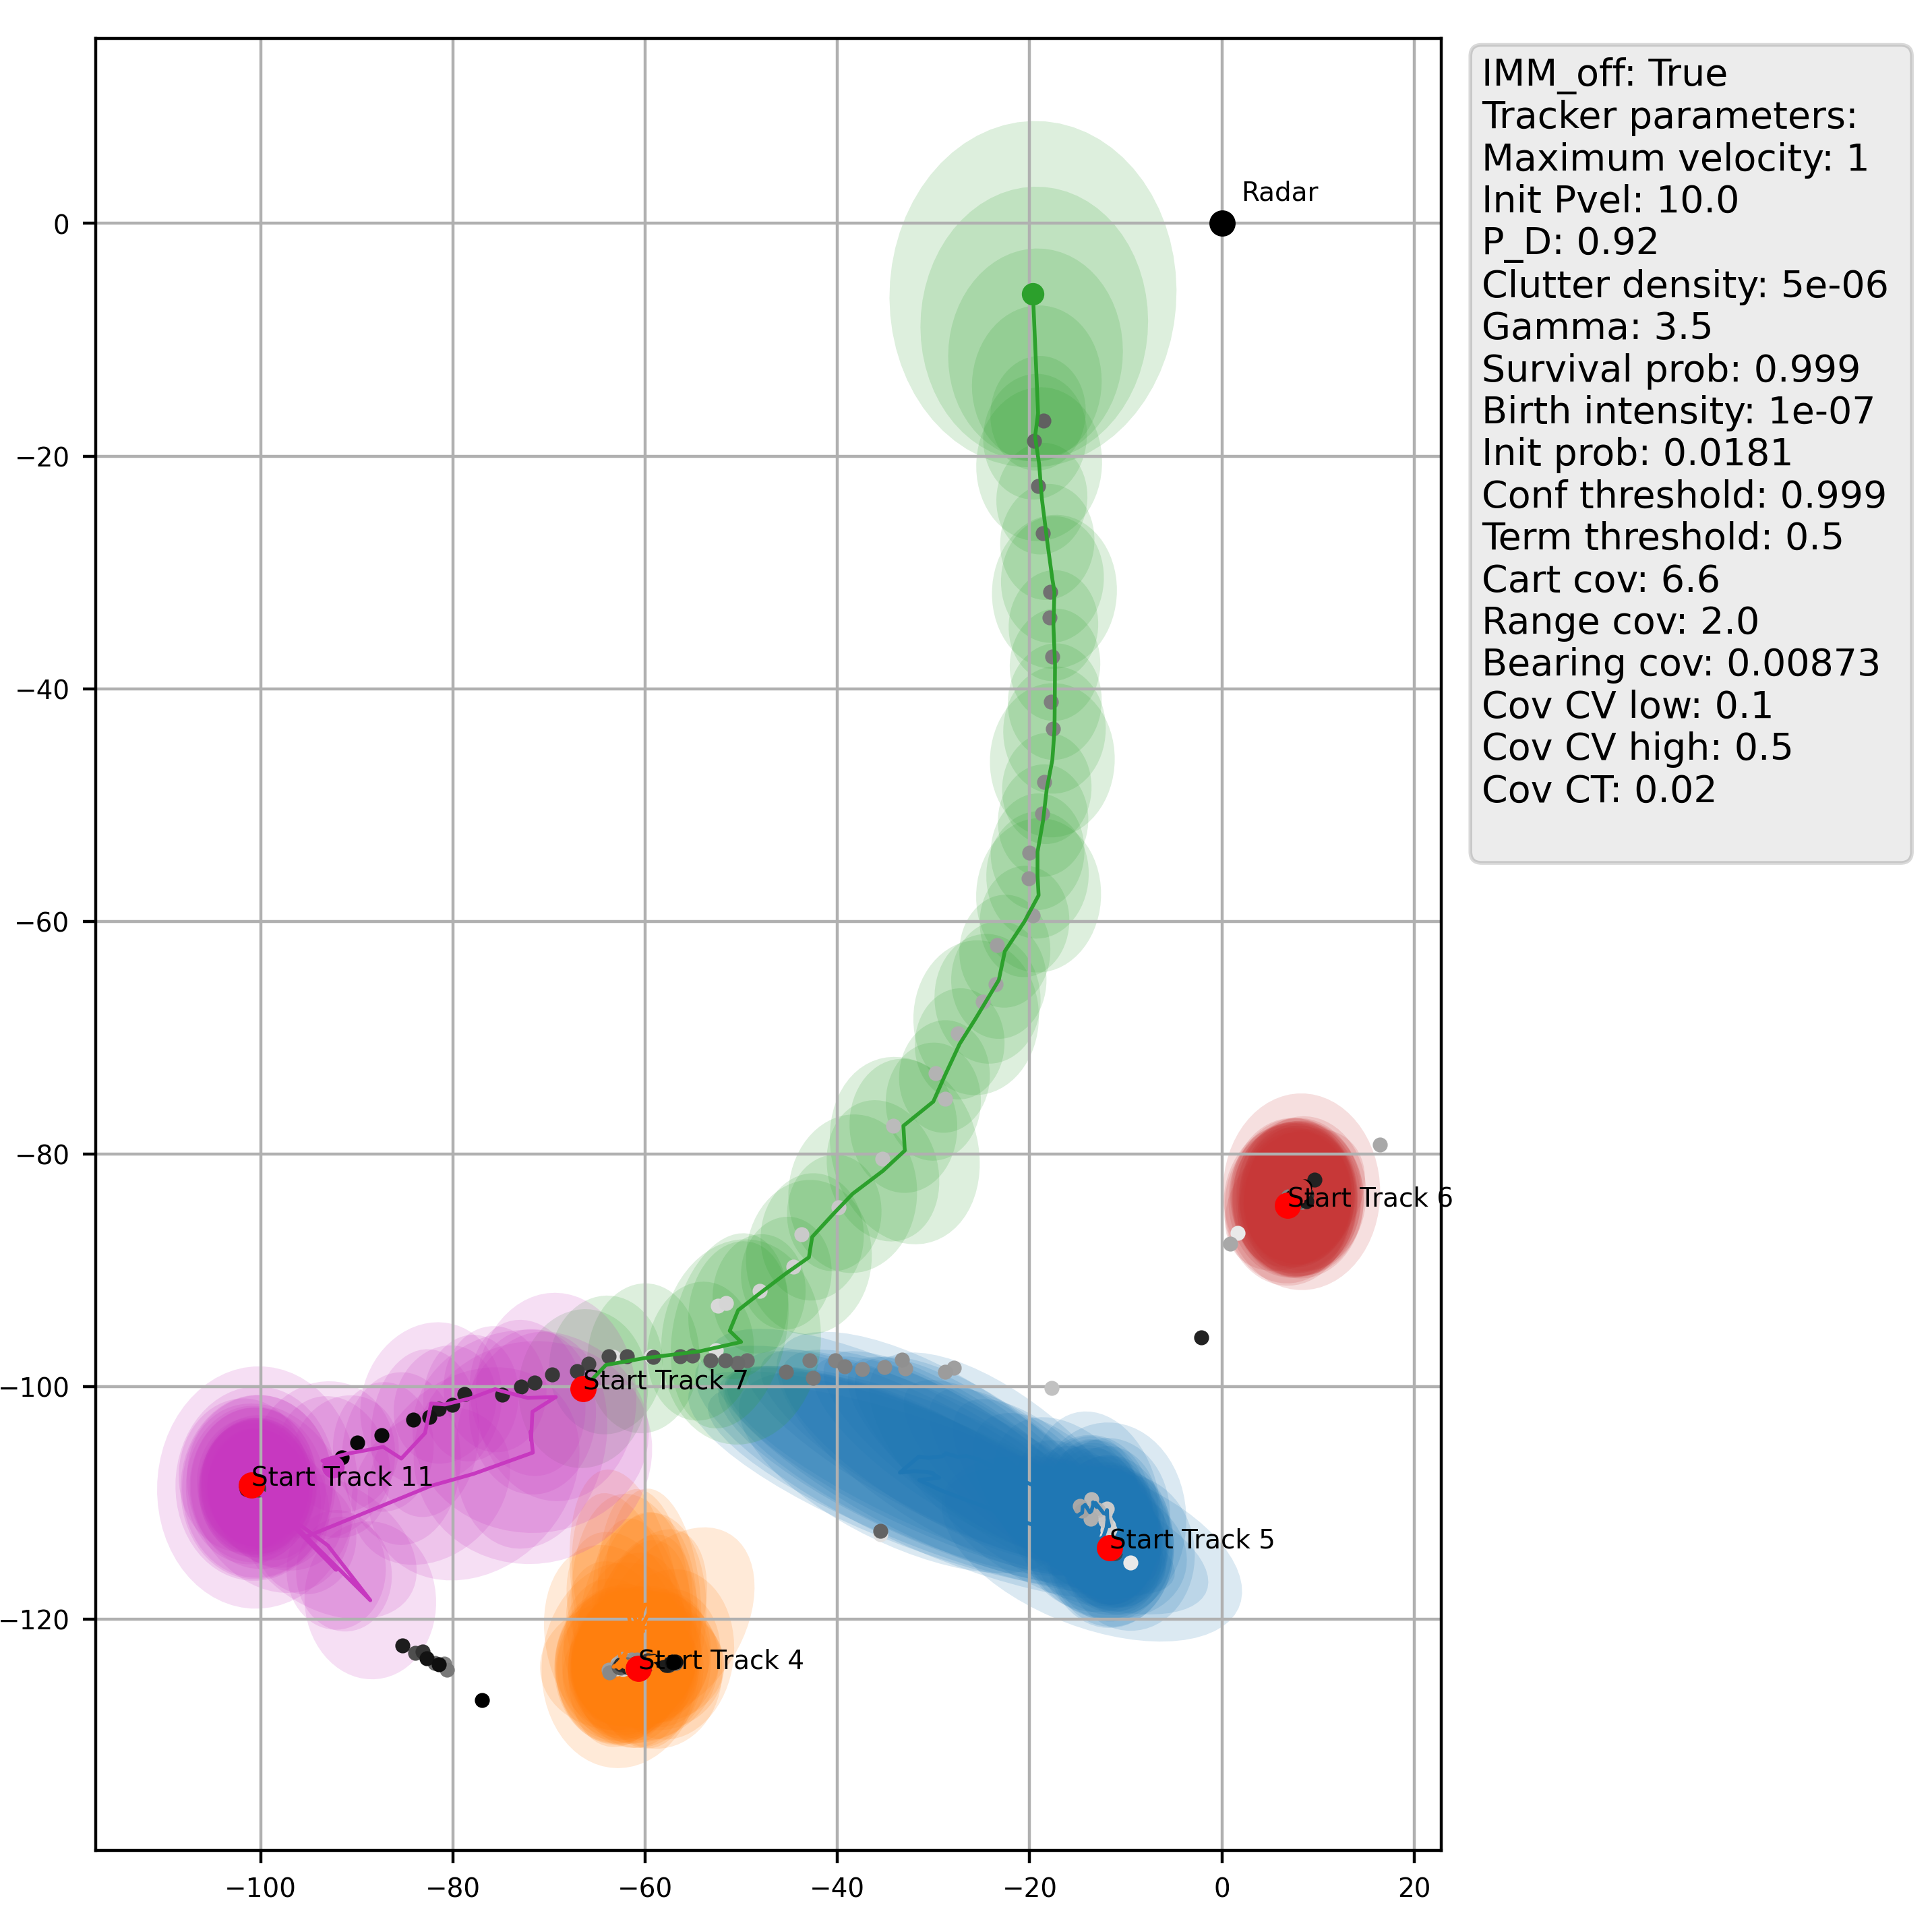 IMM_off: True
Tracker parameters:
Maximum velocity: 1
Init Pvel: 10.0
P_D: 0.92
Clutter density: 5e-06
Gamma: 3.5
Survival prob: 0.999
Birth intensity: 1e-07
Init prob: 0.0181
Conf threshold: 0.999
Term threshold: 0.5
Cart cov: 6.6
Range cov: 2.0
Bearing cov: 0.00873
Cov CV low: 0.1
Cov CV high: 0.5
Cov CT: 0.02
Radar
0
−20
−40
−60
−80
−100
−120
Start Track 6
Start Track 7
Start Track 11
Start Track 5
Start Track 4
−100
−80
−60
−40
−20
0
20